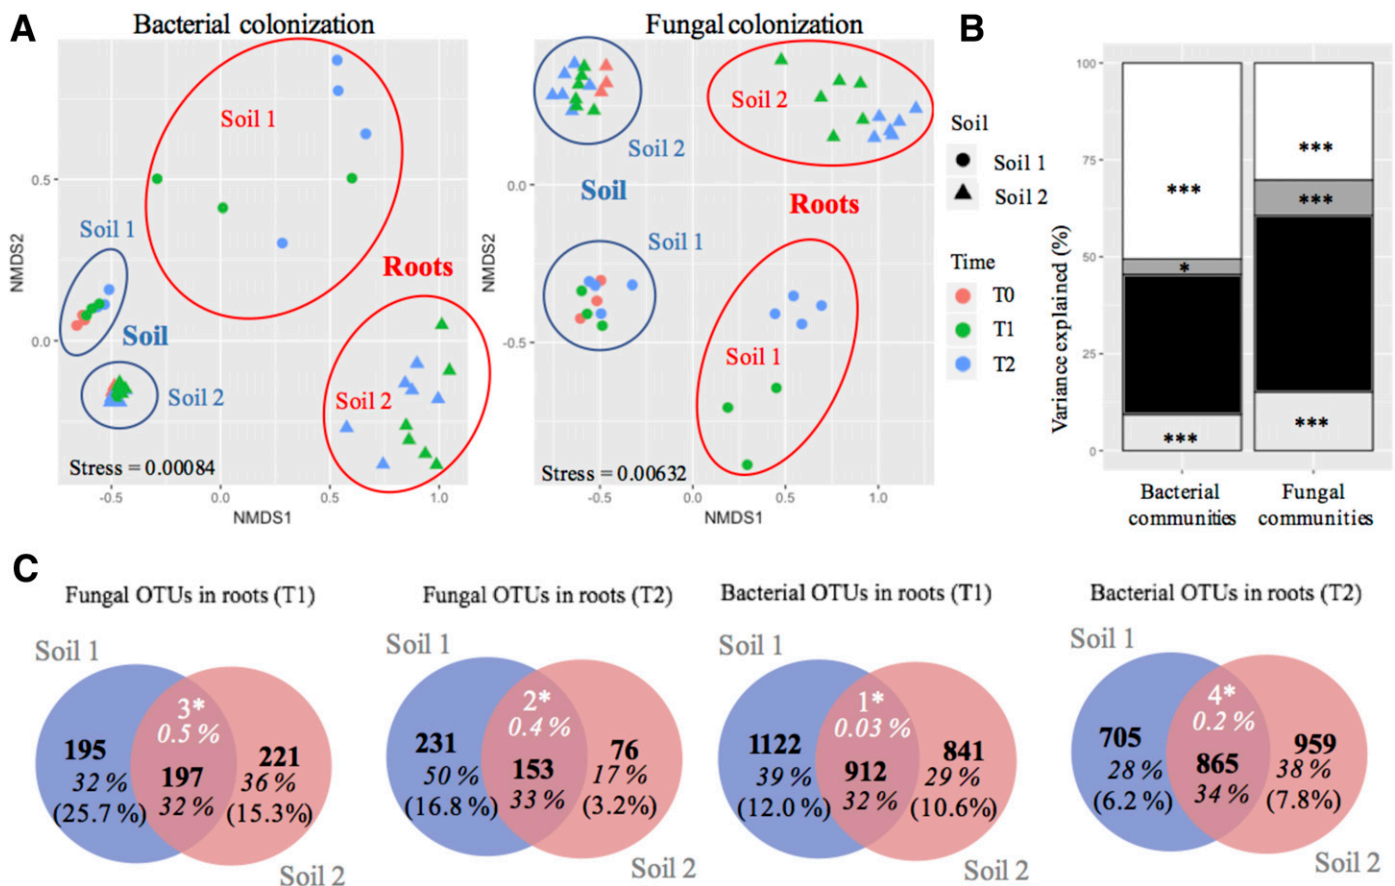 A
Bacterial colonization
Fungal colonization
B
NMDS2
0.5
0.0
Soil 1
Soil 1
Soil
Soil 2
Roots
Soil 2
Stress = 0.00084
-0.5
0.0
0.5
1.0
NMDS1
NMDS2
0.0
-0.5
Soil 2
Soil 2
Soil
Roots
Soil 1
Soil 1
Stress = 0.00632
-0.5
0.0
0.5
1.0
NMDS1
Soil
Soil 1
Soil 2
Time
T0
T1
T2
Variance explained (%)
100
75
50
25
0
***
*
***
***
***
***
Bacterial
communities
Fungal
communities
C
Fungal OTUs in roots (T1)
Soil 1
3*
0.5 %
195
32 %
(25.7 %)
197
32 %
221
36 %
(15.3%)
Soil 2
Fungal OTUs in roots (T2)
Soil 1
2*
0.4 %
231
50 %
(16.8 %)
153
33 %
76
17 %
(3.2%)
Soil 2
Bacterial OTUs in roots (T1)
Soil 1
1*
0.03 %
1122
39 %
(12.0 %)
912
32 %
841
29 %
(10.6%)
Soil 2
Bacterial OTUs in roots (T2)
Soil 1
4*
0.2 %
705
28 %
(6.2 %)
865
34 %
959
38 %
(7.8%)
Soil 2